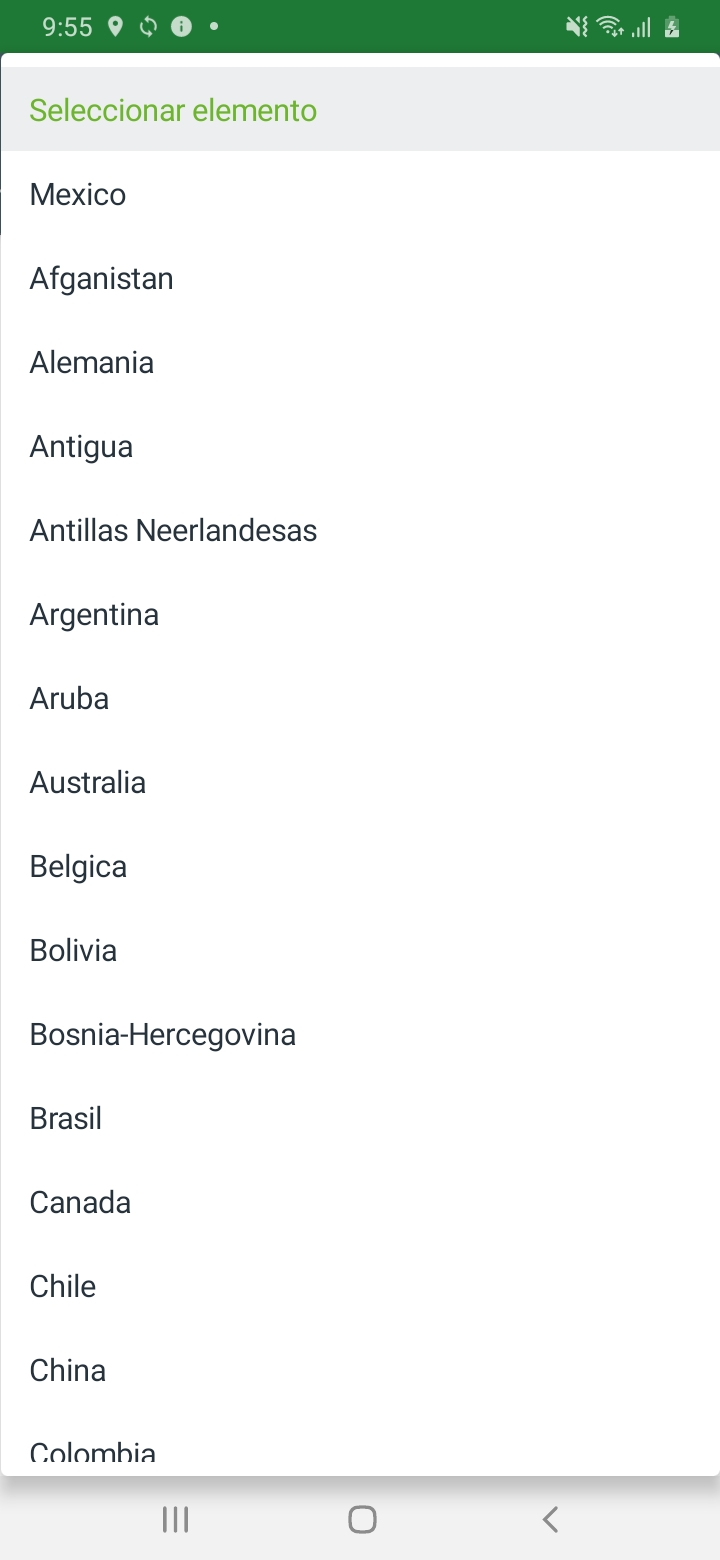 9:55
Seleccionar elemento
Mexico
Afganistan
Alemania
Antigua
Antillas Neerlandesas
Argentina
Aruba
Australia
Belgica
Bolivia
Bosnia-Hercegovina
Brasil
Canada
Chile
China
Colombia